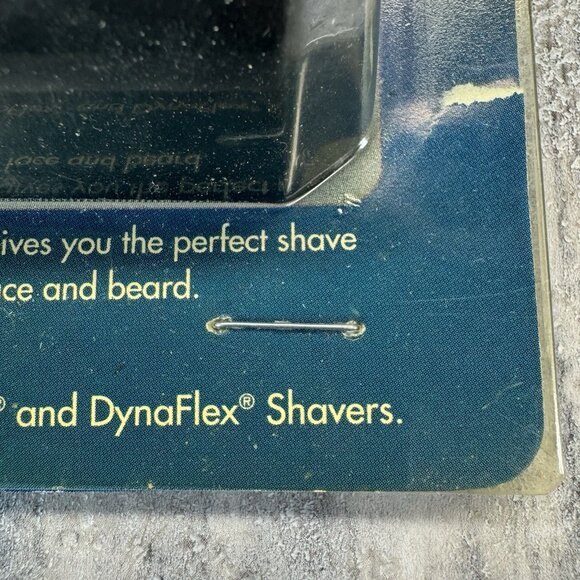 ives you the perfect shave
ce and beard.
® and DynaFlex® Shavers.